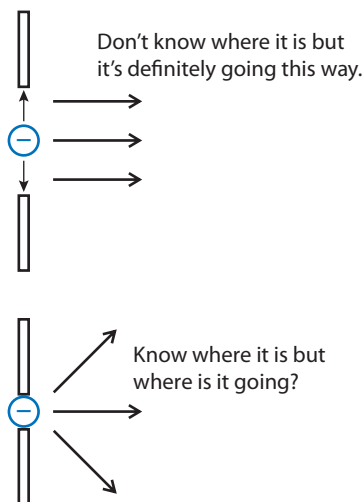 Don’t know where it is but
it’s definitely going this way.
Know where it is but
where is it going?